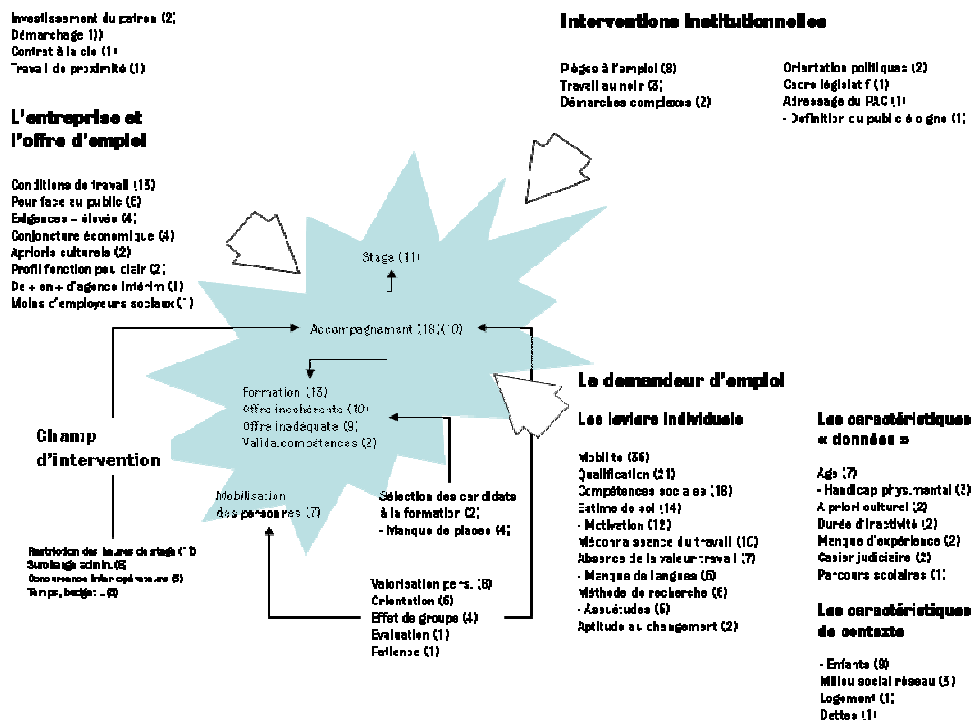 Investissement du patron (2)
Démarchage 1))
Contrat à la clé (1)
Travail de proximité (1)
L'entreprise et
l'offre d'emploi
Conditions de travail (13)
Peur face au public (6)
Exigences + élevée (4)
Conjoncture économique (4)
Aprioris culturels (2)
Profil fonction peu clair (2)
De + en + d'agence intérim (1)
Moins d'employeurs sociaux (1)
Interventions institutionnelles
Pièges à l'emploi (8)
Travail au noir (3)
Démarches complexes (2)
Orientation politiques (2)
Cadre législatif (1)
Adressage du PAC (1)
- Définition du public éloigné (1)
Stage (11)
Accompagnement (18)(10)
Formation (13)
Offre incohérente (10)
Offre inadéquate (9)
Valida.compétences (2)
Mobilisation
des personnes (7)
Sélection des candidats
à la formation (2)
- Manque de places (4)
Champ
d'intervention
Restriction des heures de stage (11)
Surcharge admin.
Concurrence inter opérateurs
Temps, budget ...
Valorisation pers. (6)
Orientation (6)
Effet de groupe (4)
Evaluation (1)
Patience (1)
Le demandeur d'emploi
Les leviers individuels
Mobilité (36)
Qualification (21)
Compétences sociales (18)
Estime de soi (14)
- Motivation (12)
Méconnaissance du travail (10)
Absence de la valeur travail (7)
- Manque de langues (6)
Méthode de recherche (6)
- Assuétudes (6)
Aptitude au changement (2)
Les caractéristiques
« données »
Age (7)
- Handicap phys.mental (3)
A priori culturel (2)
Durée d'inactivité (2)
Manque d'expérience (2)
Casier judiciaire (2)
Parcours scolaires (1)
Les caractéristiques
de contexte
- Enfants (9)
Milieu social réseau (3)
Logement (1)
Dettes (1)